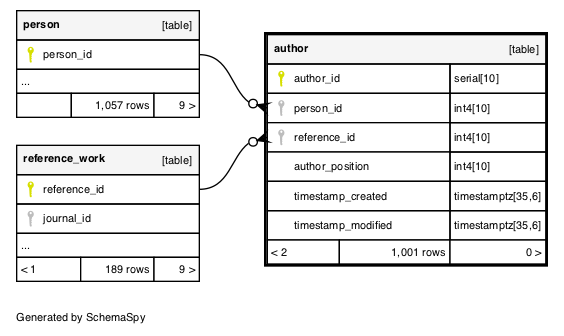 person [table]
person_id
...
1,057 rows 9 >
reference_work [table]
reference_id
journal_id
...
< 1 189 rows 9 >
author [table]
author_id serial[10]
person_id int4[10]
reference_id int4[10]
author_position int4[10]
timestamp_created timestamptz[35,6]
timestamp_modified timestamptz[35,6]
< 2 1,001 rows 0 >
Generated by SchemaSpy